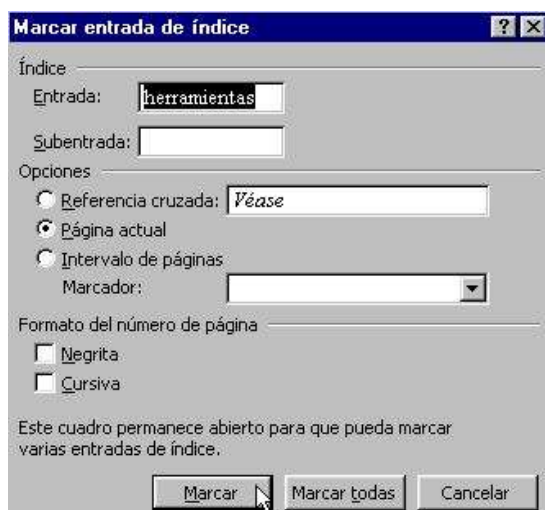 Marcar entrada de índice
Índice
Entrada: herramientas
Subentrada:
Opciones
Referencia cruzada: Véase
Página actual
Intervalo de páginas
Marcador:
Formato del número de página
Negrita
Cursiva
Este cuadro permanece abierto para que pueda marcar
varias entradas de índice.
Marcar Marcar todas Cancelar